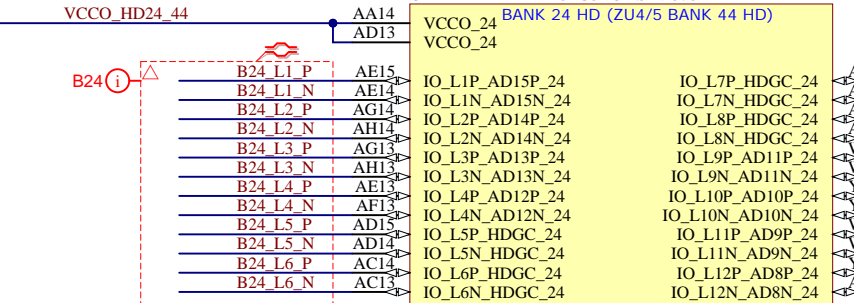 VCCO_HD24_44 AA14 VCCO_24 BANK 24 HD (ZU4/5 BANK 44 HD)
AD13 VCCO_24
B24 i
B24_L1_P AE15 IO_L1P_AD15P_24 IO_L7P_HDGC_24
B24_L1_N AE14 IO_L1N_AD15N_24 IO_L7N_HDGC_24
B24_L2_P AG14 IO_L2P_AD14P_24 IO_L8P_HDGC_24
B24_L2_N AH14 IO_L2N_AD14N_24 IO_L8N_HDGC_24
B24_L3_P AG13 IO_L3P_AD13P_24 IO_L9P_AD11P_24
B24_L3_N AH13 IO_L3N_AD13N_24 IO_L9N_AD11N_24
B24_L4_P AE13 IO_L4P_AD12P_24 IO_L10P_AD10P_24
B24_L4_N AF13 IO_L4N_AD12N_24 IO_L10N_AD10N_24
B24_L5_P AD15 IO_L5P_HDGC_24 IO_L11P_AD9P_24
B24_L5_N AD14 IO_L5N_HDGC_24 IO_L11N_AD9N_24
B24_L6_P AC14 IO_L6P_HDGC_24 IO_L12P_AD8P_24
B24_L6_N AC13 IO_L6N_HDGC_24 IO_L12N_AD8N_24